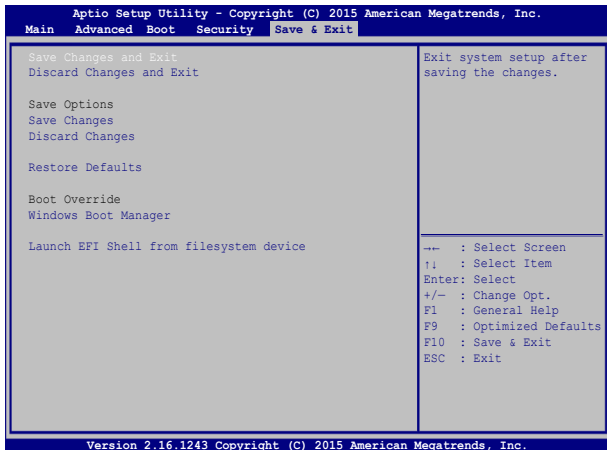 Aptio Setup Utility - Copyright (C) 2015 American Megatrends, Inc.
Main Advanced Boot Security Save & Exit
Save Changes and Exit
Discard Changes and Exit
Save Options
Save Changes
Discard Changes
Restore Defaults
Boot Override
Windows Boot Manager
Launch EFI Shell from filesystem device
Exit system setup after
saving the changes.
→← : Select Screen
↑↓ : Select Item
Enter: Select
+/— : Change Opt.
F1 : General Help
F9 : Optimized Defaults
F10 : Save & Exit
ESC : Exit
Version 2.16.1243 Copyright (C) 2015 American Megatrends, Inc.